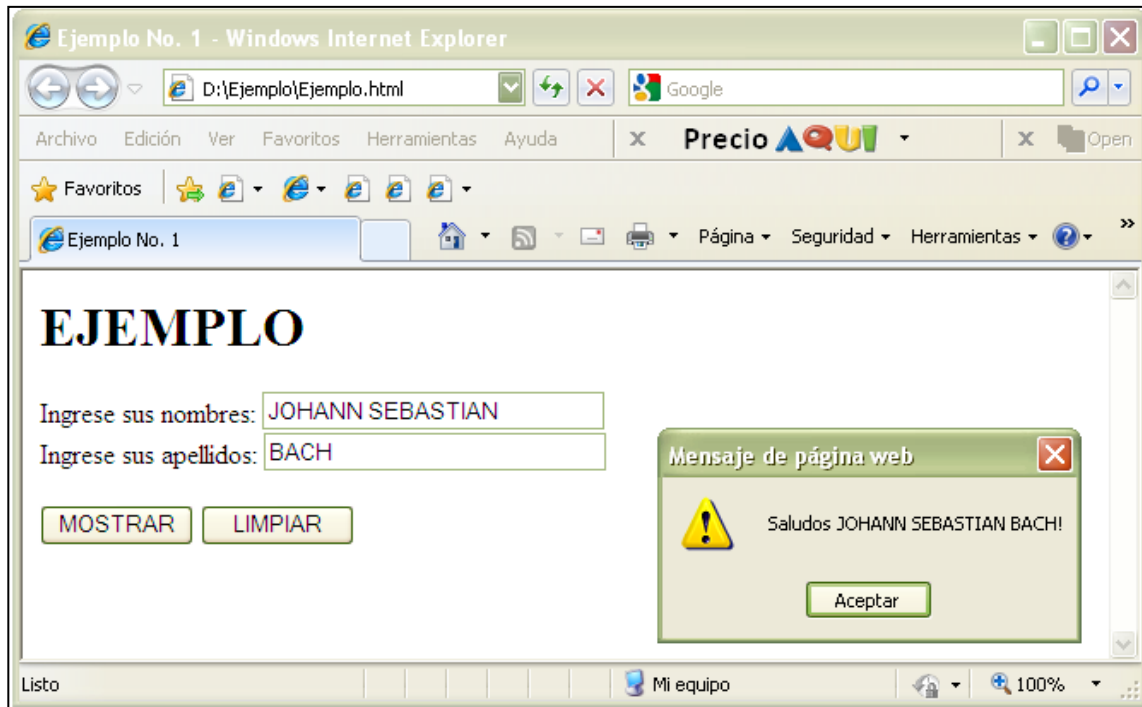 Ejemplo No. 1 - Windows Internet Explorer
D:\Ejemplo\Ejemplo.html
Google
Archivo Edición Ver Favoritos Herramientas Ayuda x Precio AQUÍ x Open
Favoritos
Ejemplo No. 1
Página Seguridad Herramientas »
EJEMPLO
Ingrese sus nombres: JOHANN SEBASTIAN
Ingrese sus apellidos: BACH
MOSTRAR LIMPIAR
Mensaje de página web
Saludos JOHANN SEBASTIAN BACH!
Aceptar
Listo Mi equipo 100%